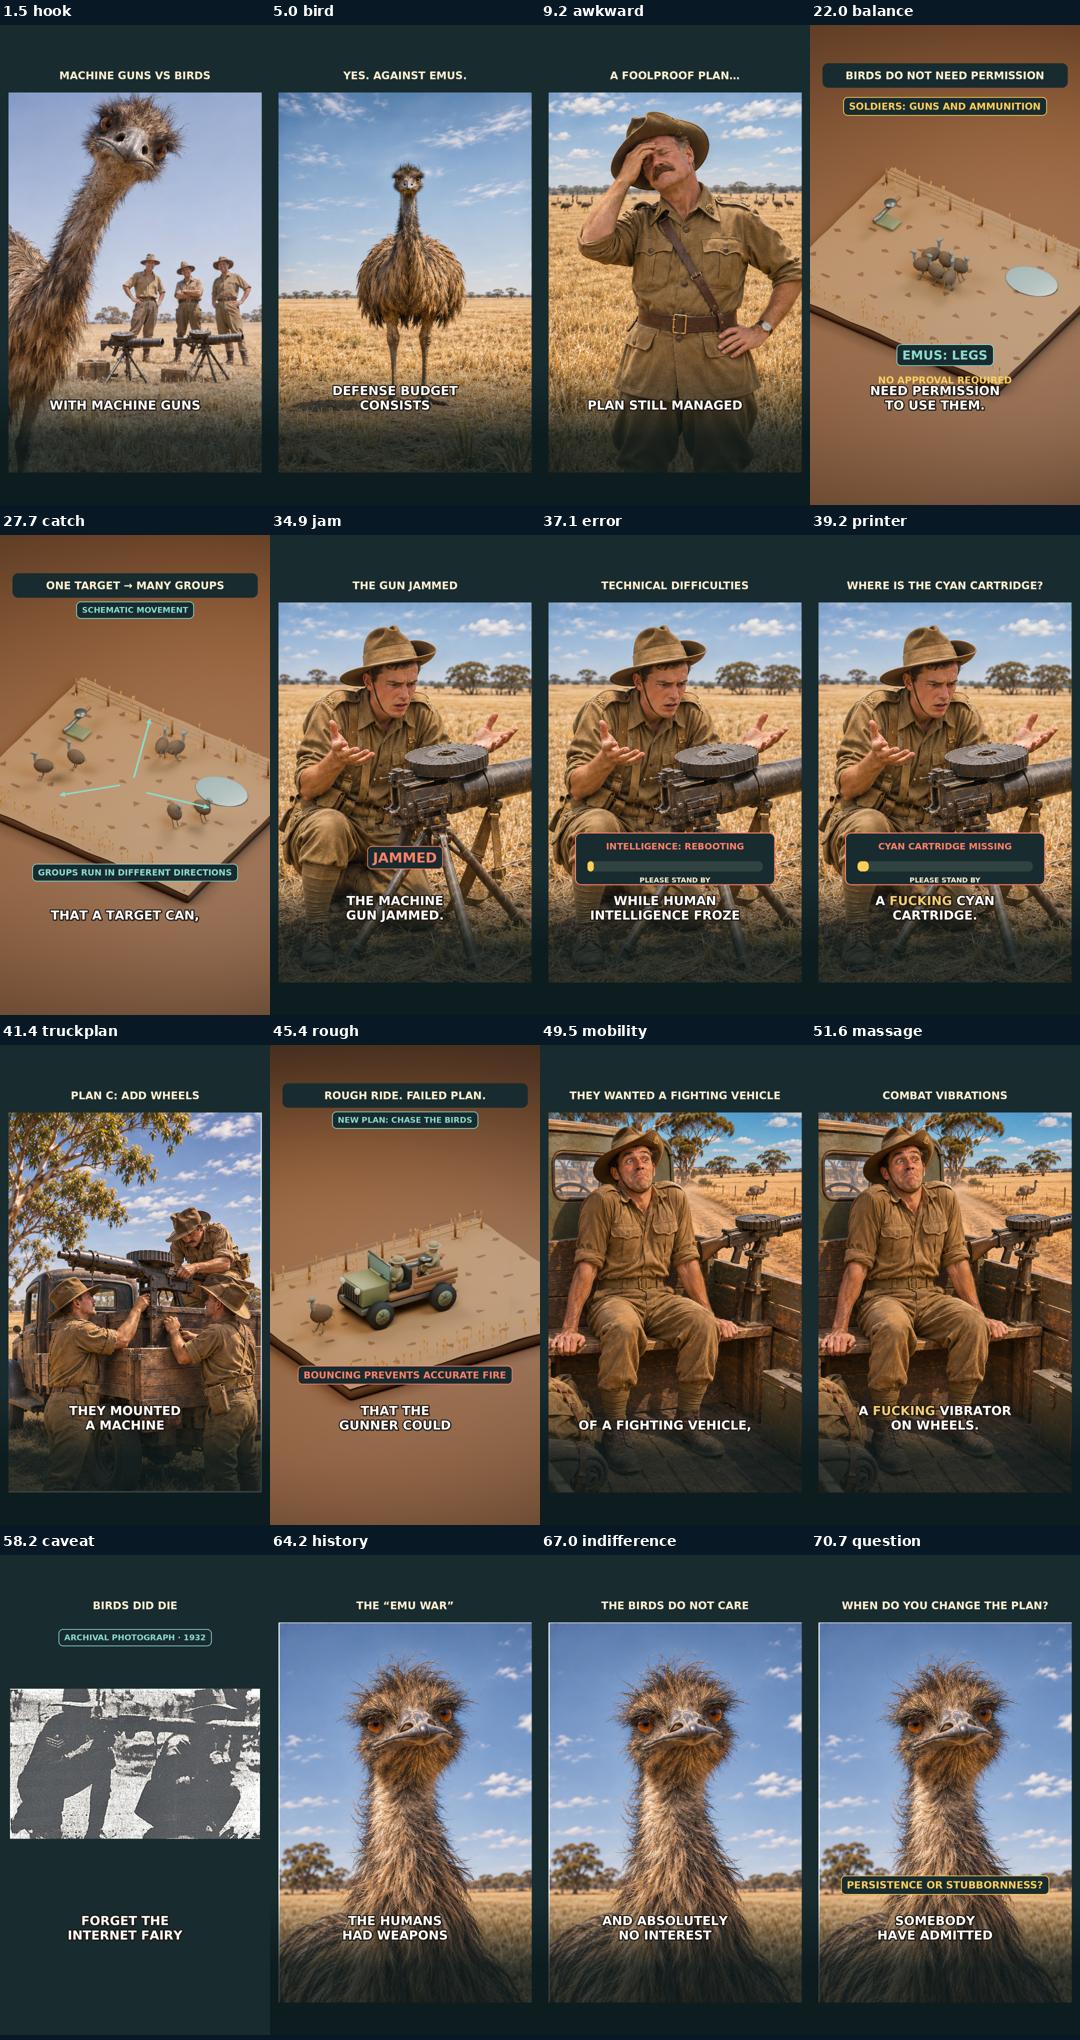 1.5 hook
MACHINE GUNS VS BIRDS
WITH MACHINE GUNS
5.0 bird
YES. AGAINST EMUS.
DEFENSE BUDGET
CONSISTS
9.2 awkward
A FOOLPROOF PLAN…
PLAN STILL MANAGED
22.0 balance
BIRDS DO NOT NEED PERMISSION
SOLDIERS: GUNS AND AMMUNITION
EMUS: LEGS
NO APPROVAL REQUIRED
NEED PERMISSION
TO USE THEM.
27.7 catch
ONE TARGET → MANY GROUPS
SCHEMATIC MOVEMENT
GROUPS RUN IN DIFFERENT DIRECTIONS
THAT A TARGET CAN,
34.9 jam
THE GUN JAMMED
JAMMED
THE MACHINE
GUN JAMMED.
37.1 error
TECHNICAL DIFFICULTIES
INTELLIGENCE: REBOOTING
PLEASE STAND BY
WHILE HUMAN
INTELLIGENCE FROZE
39.2 printer
WHERE IS THE CYAN CARTRIDGE?
CYAN CARTRIDGE MISSING
PLEASE STAND BY
A FUCKING CYAN
CARTRIDGE.
41.4 truckplan
PLAN C: ADD WHEELS
THEY MOUNTED
A MACHINE
45.4 rough
ROUGH RIDE. FAILED PLAN.
NEW PLAN: CHASE THE BIRDS
BOUNCING PREVENTS ACCURATE FIRE
THAT THE
GUNNER COULD
49.5 mobility
THEY WANTED A FIGHTING VEHICLE
OF A FIGHTING VEHICLE,
51.6 massage
COMBAT VIBRATIONS
A FUCKING VIBRATOR
ON WHEELS.
58.2 caveat
BIRDS DID DIE
ARCHIVAL PHOTOGRAPH · 1932
FORGET THE
INTERNET FAIRY
64.2 history
THE “EMU WAR”
THE HUMANS
HAD WEAPONS
67.0 indifference
THE BIRDS DO NOT CARE
AND ABSOLUTELY
NO INTEREST
70.7 question
WHEN DO YOU CHANGE THE PLAN?
PERSISTENCE OR STUBBORNNESS?
SOMEBODY
HAVE ADMITTED